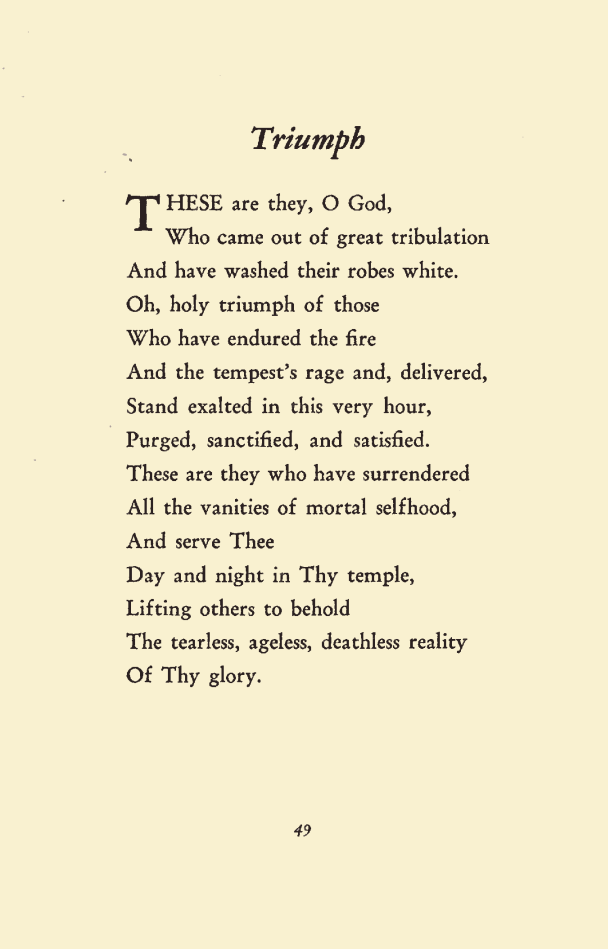 Triumph
THESE are they, O God,
Who came out of great tribulation
And have washed their robes white.
Oh, holy triumph of those
Who have endured the fire
And the tempest's rage and, delivered,
Stand exalted in this very hour,
Purged, sanctified, and satisfied.
These are they who have surrendered
All the vanities of mortal selfhood,
And serve Thee
Day and night in Thy temple,
Lifting others to behold
The tearless, ageless, deathless reality
Of Thy glory.
49